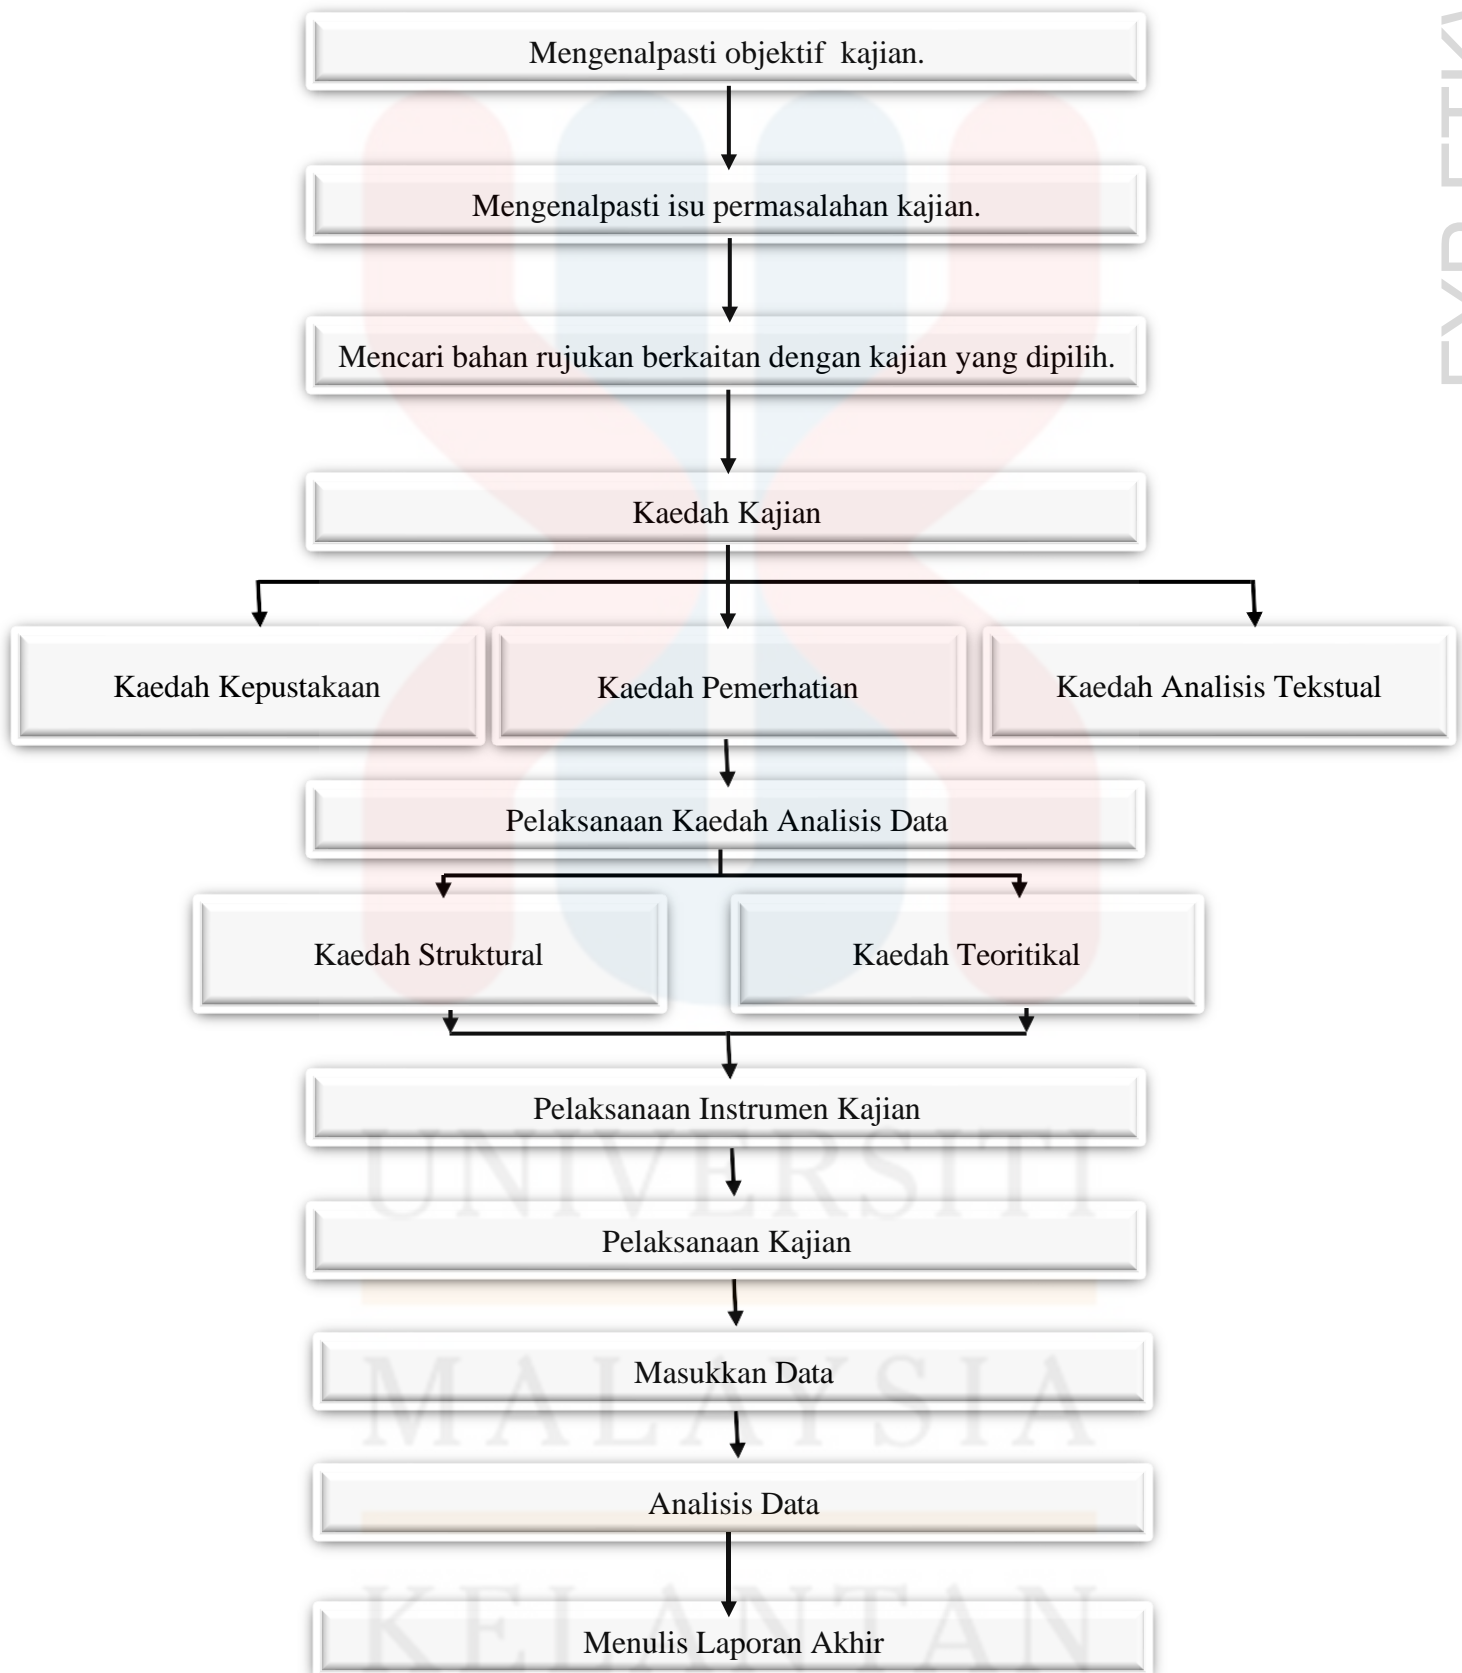 Mengenalpasti objektif  kajian.
Mengenalpasti isu permasalahan kajian.
Mencari bahan rujukan berkaitan dengan kajian yang dipilih.
Kaedah Kajian
Kaedah Kepustakaan
Kaedah Pemerhatian
Kaedah Analisis Tekstual
Pelaksanaan Kaedah Analisis Data
Kaedah Struktural
Kaedah Teoritikal
Pelaksanaan Instrumen Kajian
UNIVERSITI
Pelaksanaan Kajian
Masukkan Data
MALAYSIA
Analisis Data
KELANTAN
Menulis Laporan Akhir